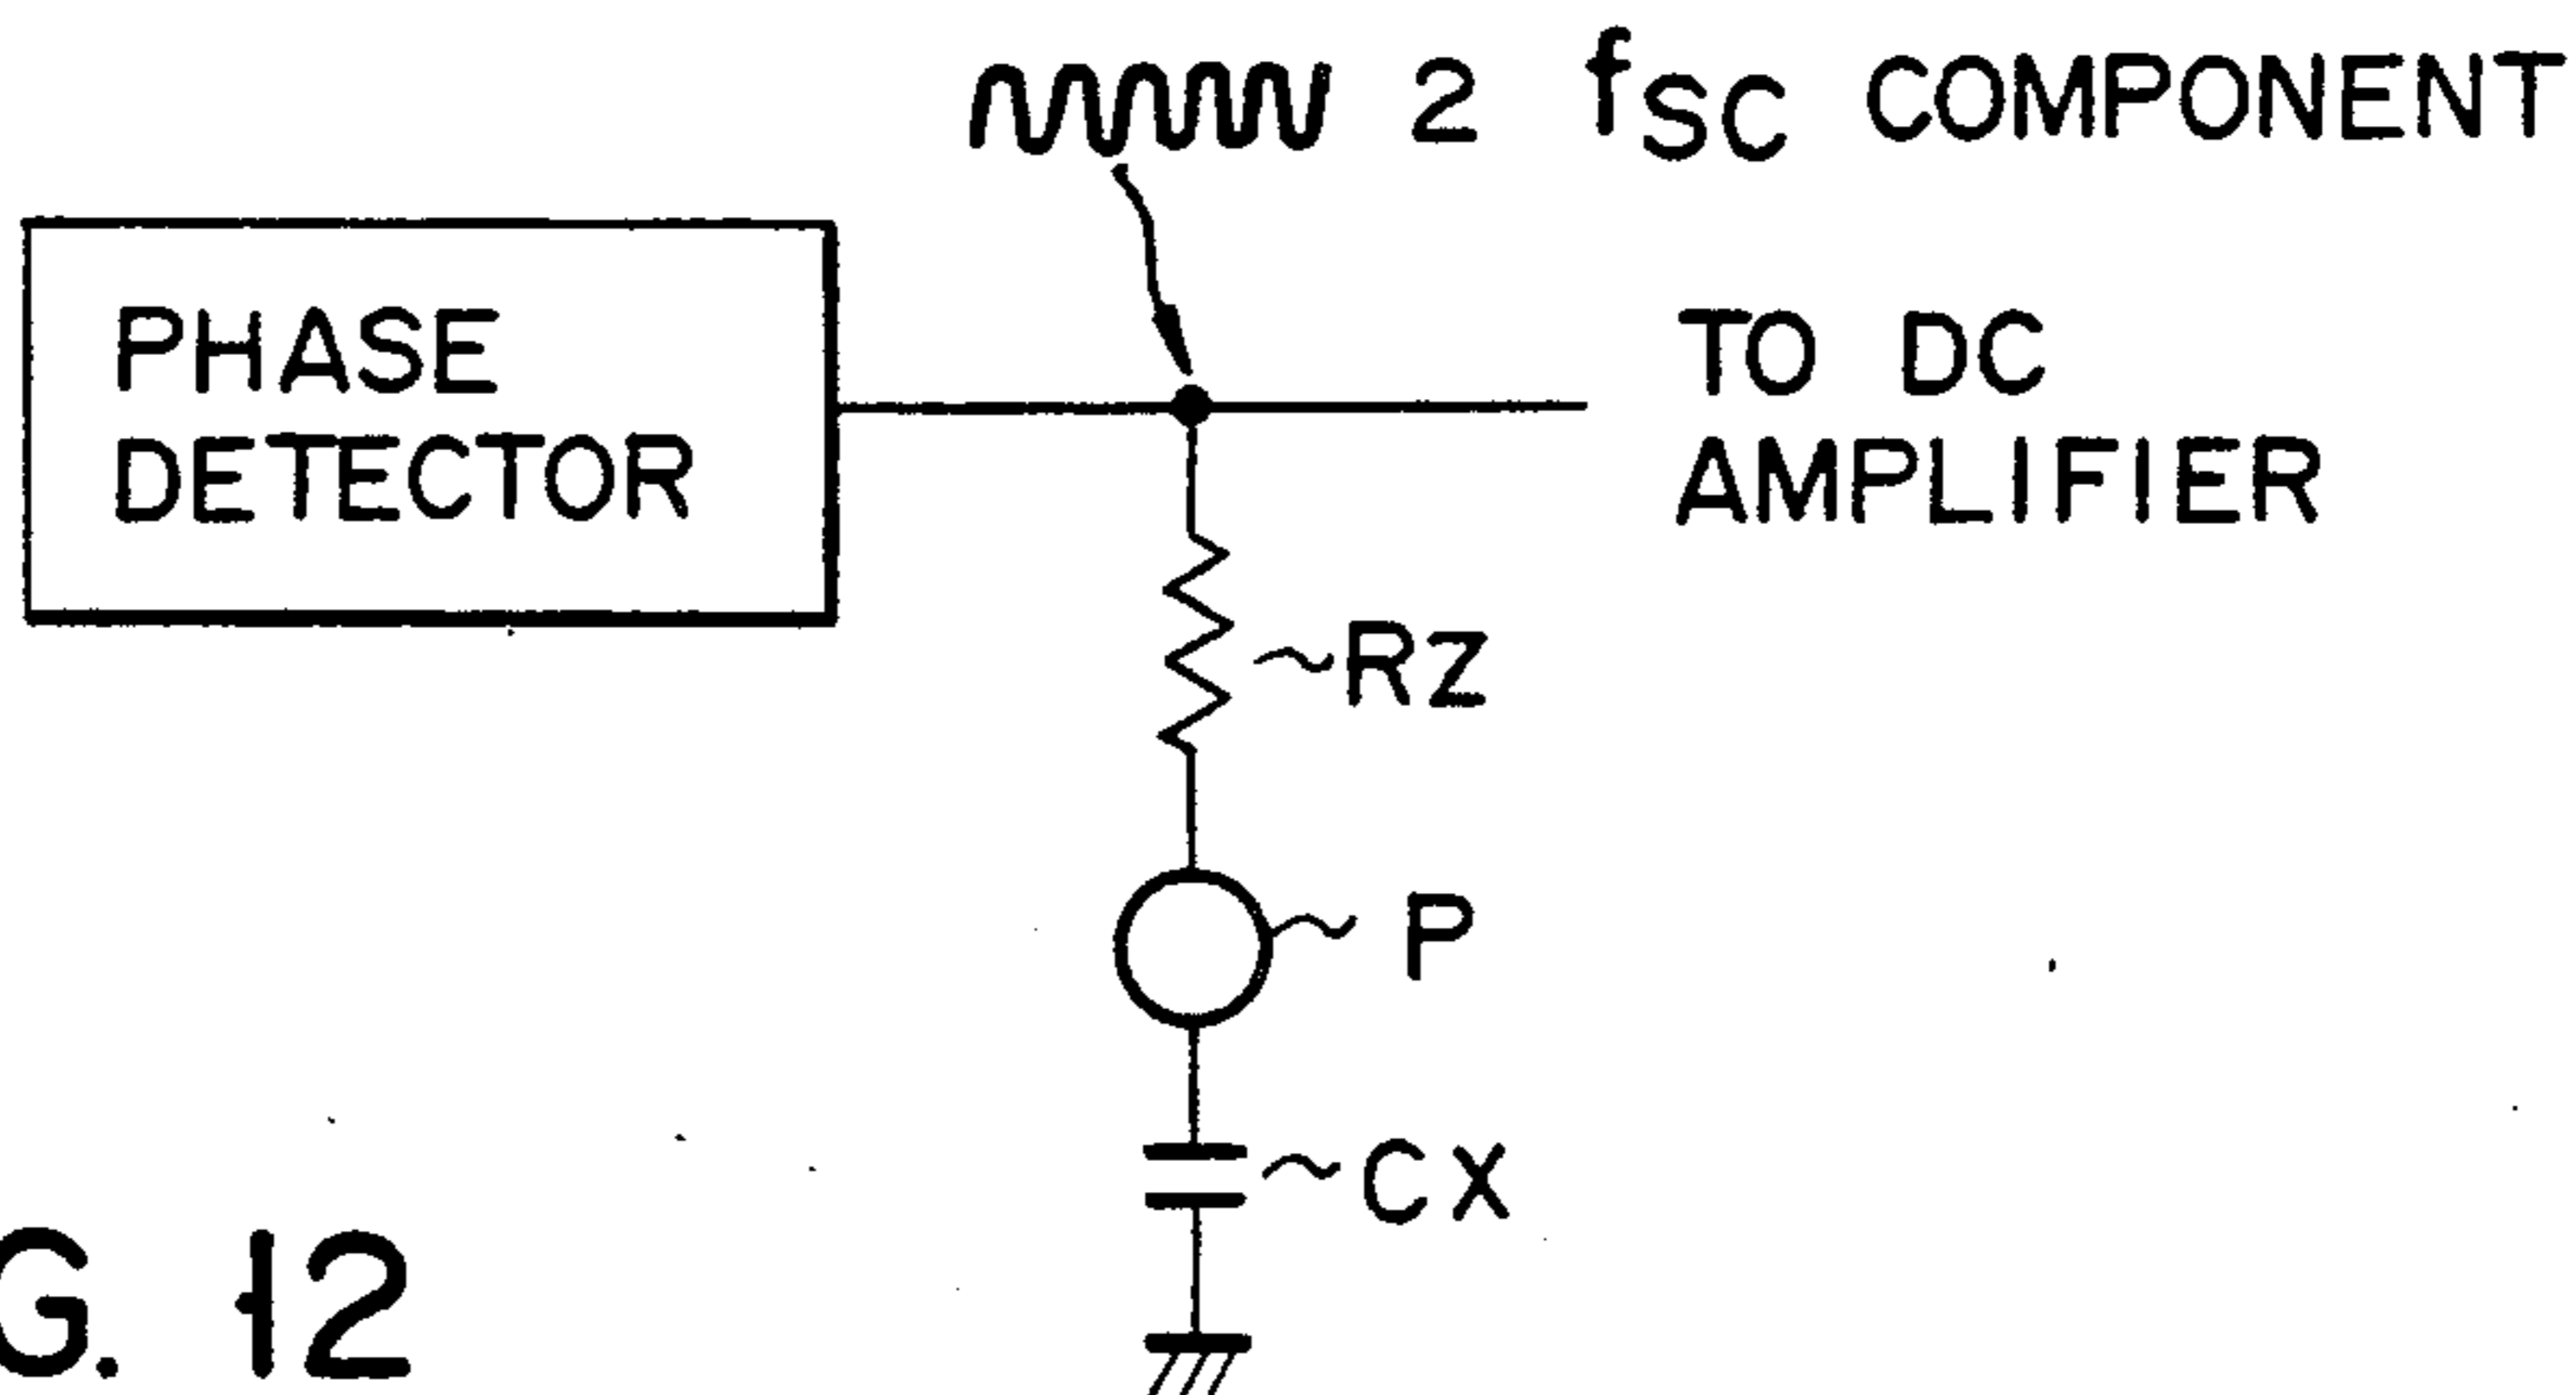 2 fSC COMPONENT
PHASE
DETECTOR
TO DC
AMPLIFIER
RZ
P
CX
G. 12